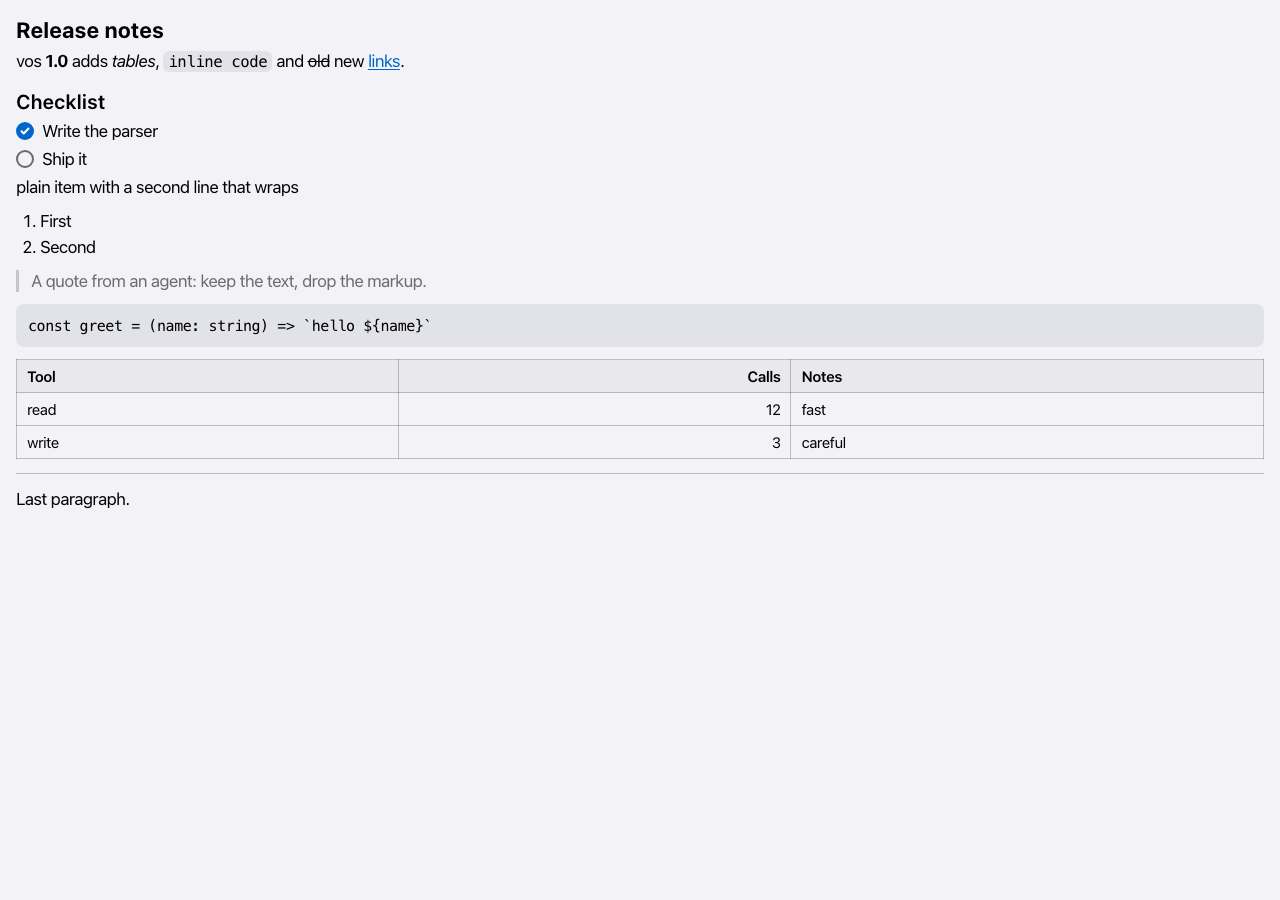 Release notes
vos 1.0 adds tables, inline code and old new links.
Checklist
Write the parser
Ship it
plain item with a second line that wraps
1. First
2. Second
A quote from an agent: keep the text, drop the markup.
const greet = (name: string) => `hello ${name}`
Tool Calls Notes
read 12 fast
write 3 careful
Last paragraph.